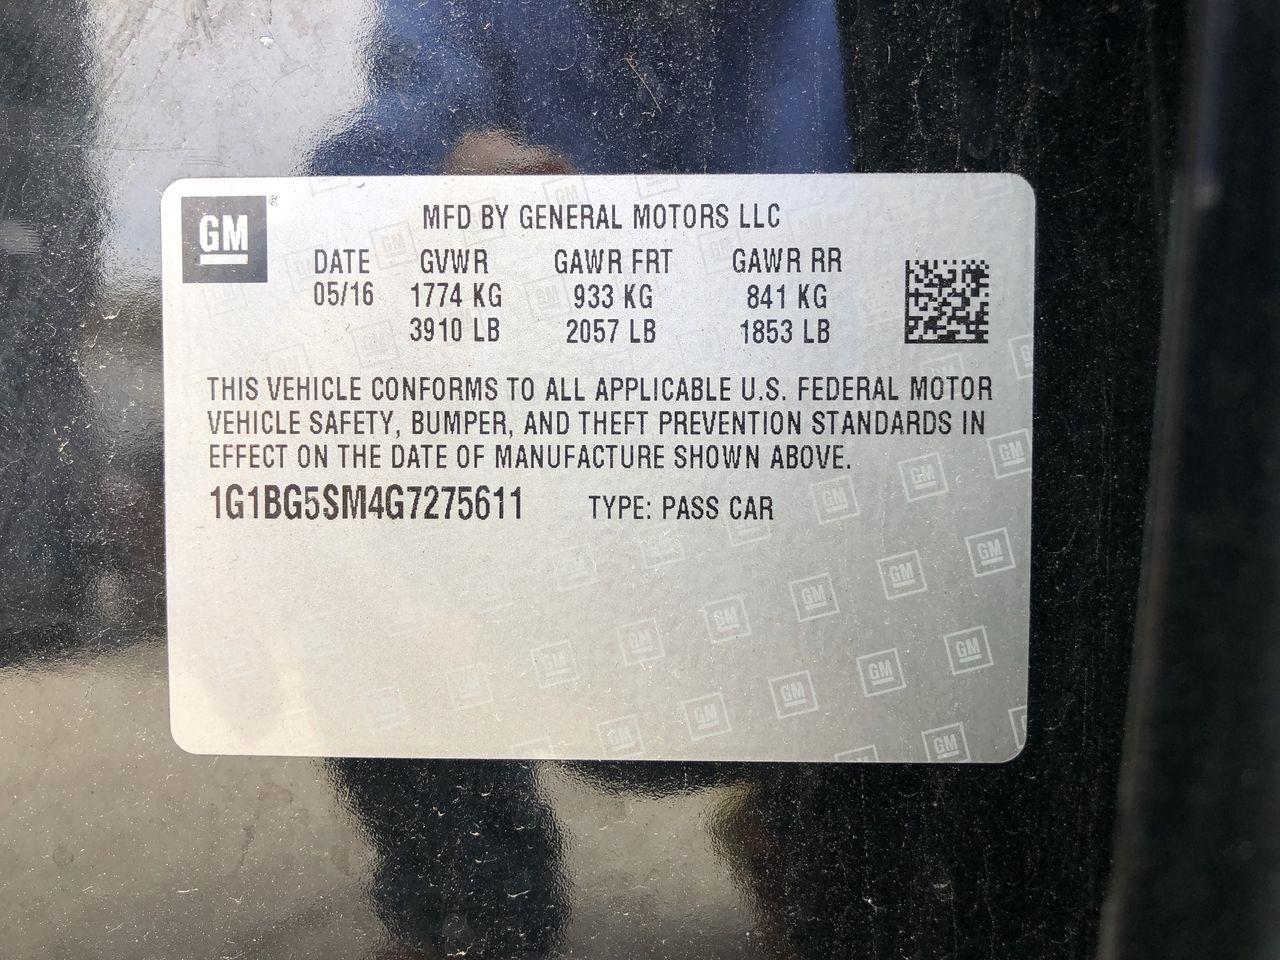 GM ®
MFD BY GENERAL MOTORS LLC
DATE GVWR GAWR FRT GAWR RR
05/16 1774 KG 933 KG 841 KG
3910 LB 2057 LB 1853 LB
THIS VEHICLE CONFORMS TO ALL APPLICABLE U.S. FEDERAL MOTOR
VEHICLE SAFETY, BUMPER, AND THEFT PREVENTION STANDARDS IN
EFFECT ON THE DATE OF MANUFACTURE SHOWN ABOVE.
1G1BG5SM4G7275611 TYPE: PASS CAR